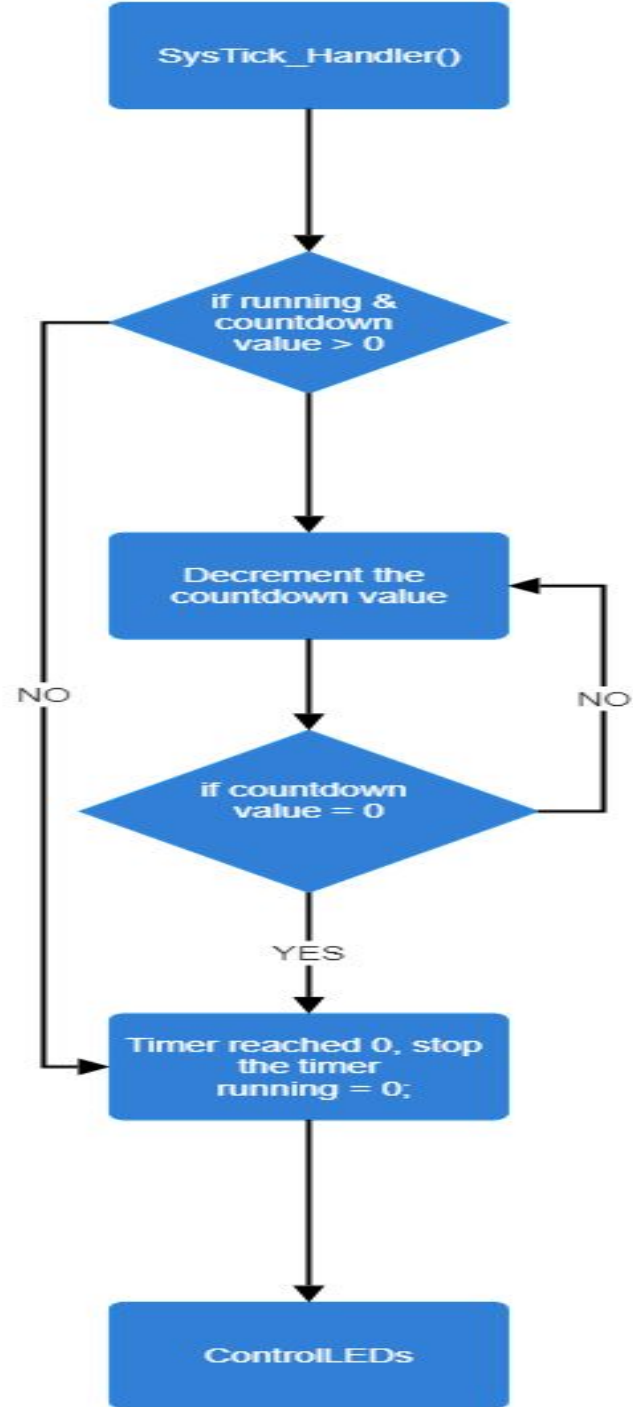 SysTick_Handler()
if running &
countdown
value > 0
Decrement the
countdown value
NO
NO
if countdown
value = 0
YES
Timer reached 0, stop
the timer
running = 0;
ControlLEDs